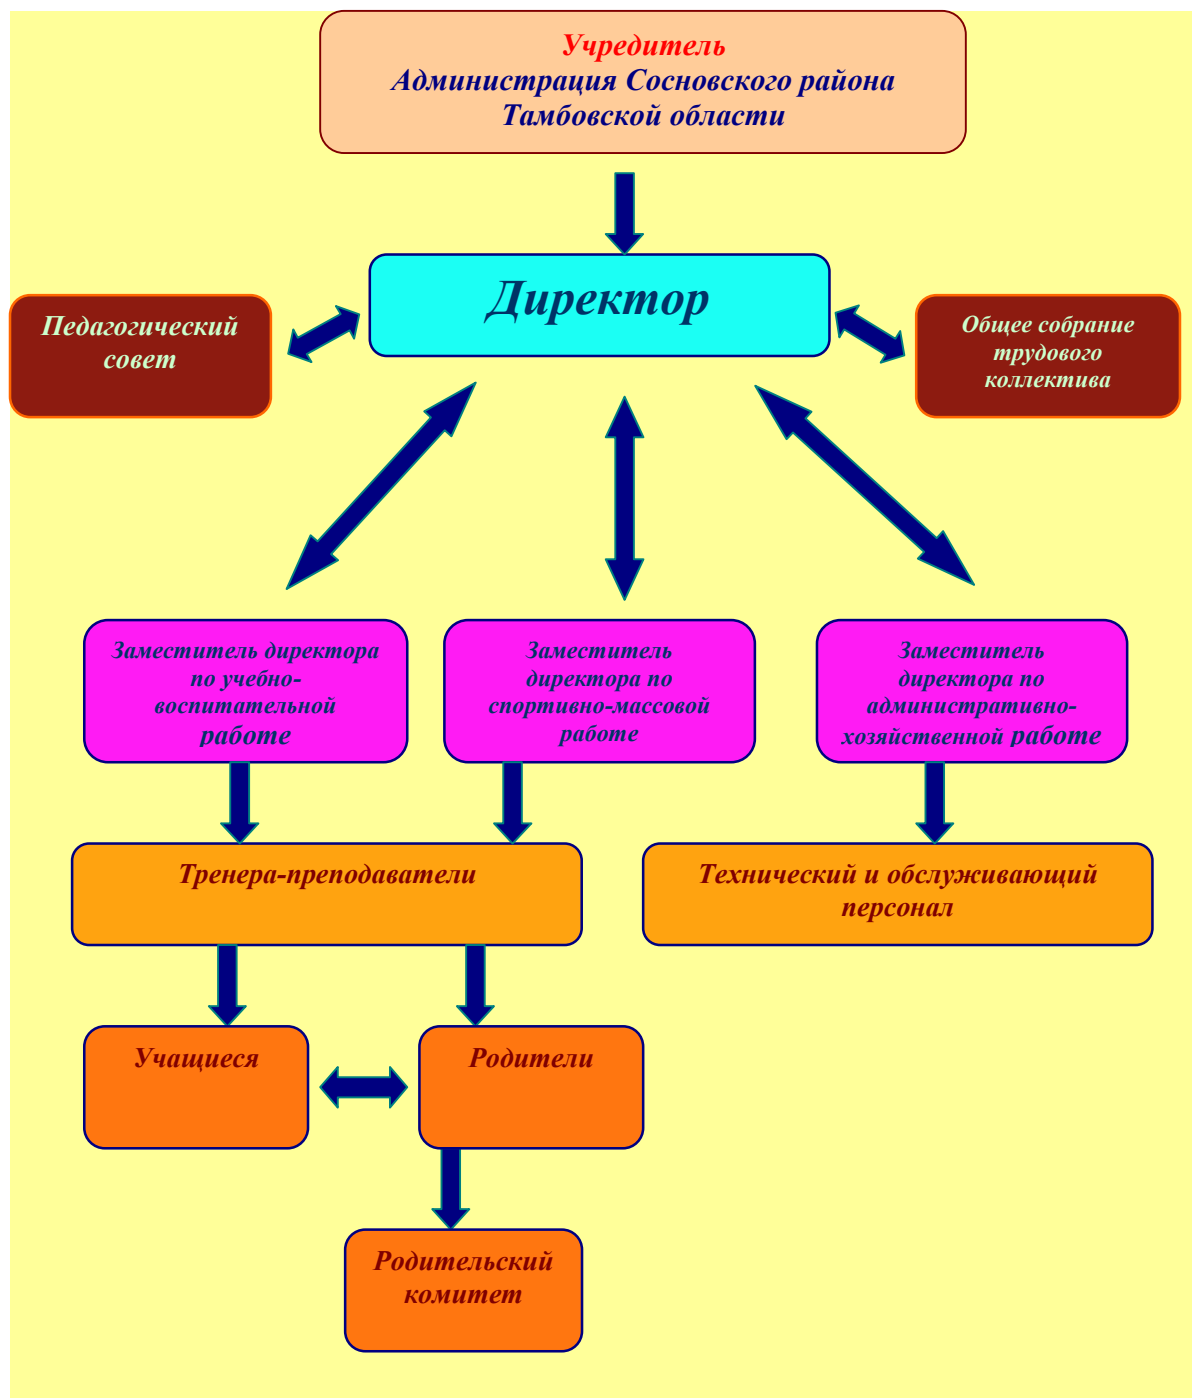 Учредитель
Администрация Сосновского района
Тамбовской области
Директор
Педагогический
совет
Общее собрание
трудового
коллектива
Заместитель директора
по учебно-
воспитательной
работе
Заместитель
директора по
спортивно-массовой
работе
Заместитель
директора по
административно-
хозяйственной работе
Тренера-преподаватели
Технический и обслуживающий
персонал
Учащиеся
Родители
Родительский
комитет